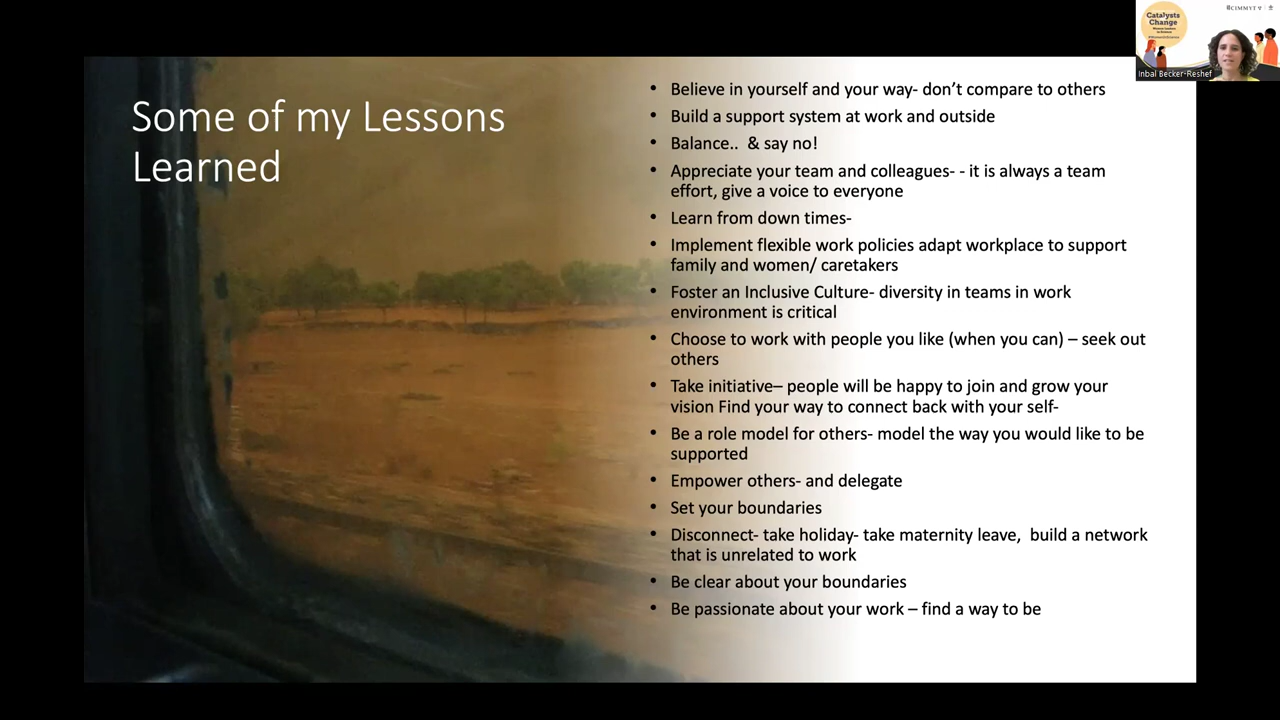 Some of my Lessons
Learned
• Believe in yourself and your way- don’t compare to others
• Build a support system at work and outside
• Balance..  & say no!
• Appreciate your team and colleagues- - it is always a team
effort, give a voice to everyone
• Learn from down times-
• Implement flexible work policies adapt workplace to support
family and women/ caretakers
• Foster an Inclusive Culture- diversity in teams in work
environment is critical
• Choose to work with people you like (when you can) – seek out
others
• Take initiative– people will be happy to join and grow your
vision Find your way to connect back with your self-
• Be a role model for others- model the way you would like to be
supported
• Empower others- and delegate
• Set your boundaries
• Disconnect- take holiday- take maternity leave,  build a network
that is unrelated to work
• Be clear about your boundaries
• Be passionate about your work – find a way to be
Catalysts
Change
CIMMYT
Inbal Becker-Reshef